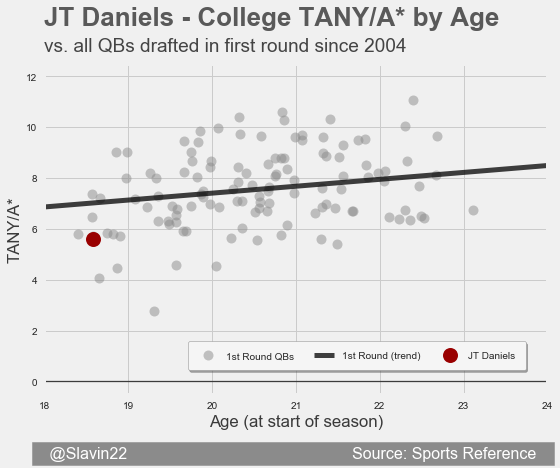 JT Daniels - College TANY/A* by Age
vs. all QBs drafted in first round since 2004
12
10
8
6
4
2
0
TANY/A*
1st Round QBs
1st Round (trend)
JT Daniels
18
19
20
21
22
23
24
Age (at start of season)
@Slavin22
Source: Sports Reference